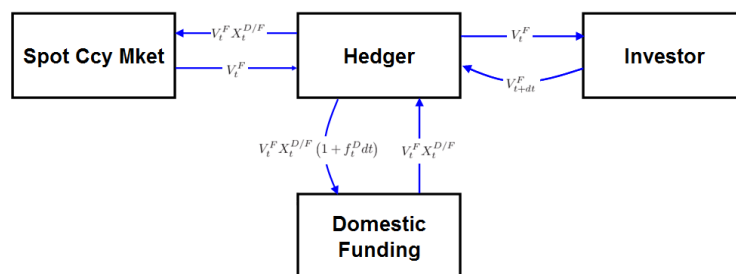 V_t^F X_t^{D/F}
V_t^F
Spot Ccy Mket
Hedger
Investor
V_t^F
V_{t+dt}^F
V_t^F X_t^{D/F} (1 + f_t^D dt)
V_t^F X_t^{D/F}
Domestic
Funding